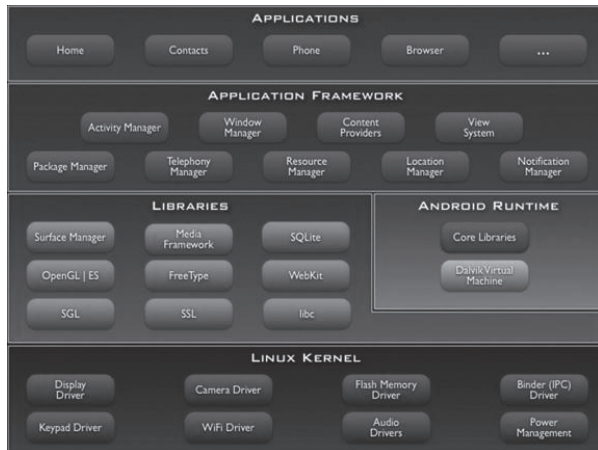 APPLICATIONS
Home
Contacts
Phone
Browser
...
APPLICATION FRAMEWORK
Activity Manager
Window
Manager
Content
Providers
View
System
Package Manager
Telephony
Manager
Resource
Manager
Location
Manager
Notification
Manager
LIBRARIES
Surface Manager
Media
Framework
SQLite
OpenGL | ES
FreeType
WebKit
SGL
SSL
libc
ANDROID RUNTIME
Core Libraries
Dalvik Virtual
Machine
LINUX KERNEL
Display
Driver
Camera Driver
Flash Memory
Driver
Binder (IPC)
Driver
Keypad Driver
WiFi Driver
Audio
Drivers
Power
Management